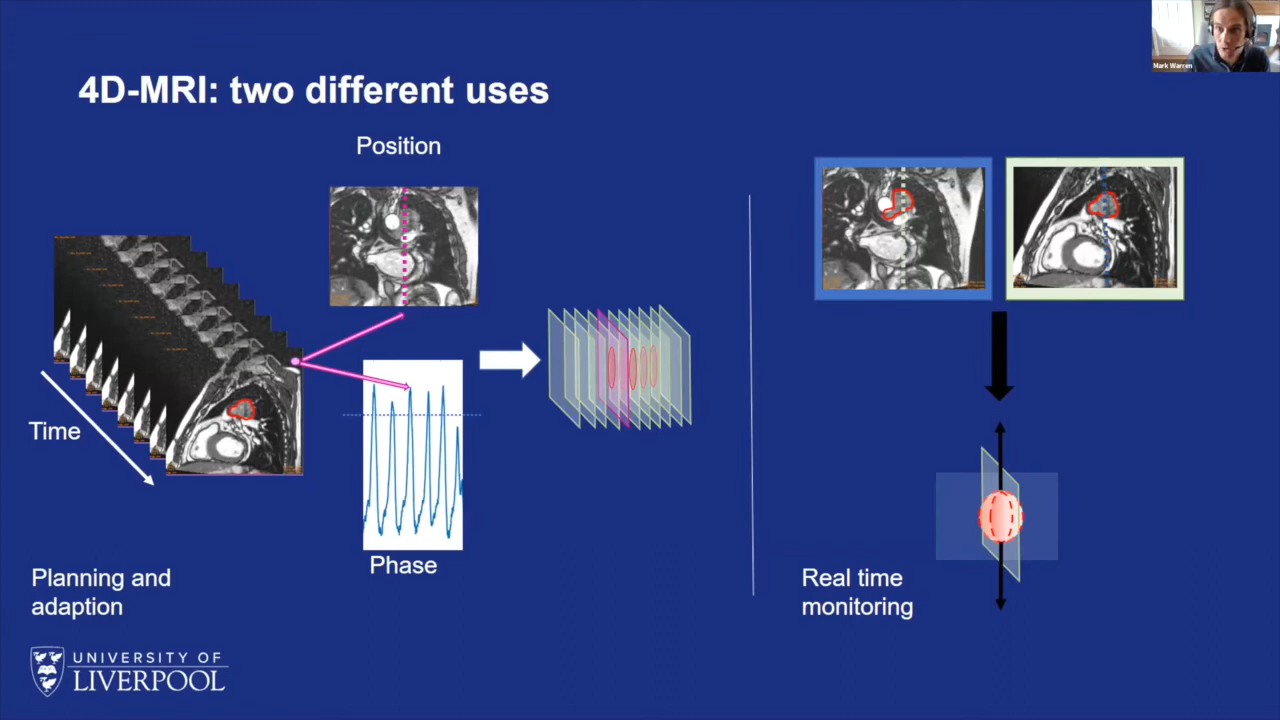 4D-MRI: two different uses
Mark Warren
Position
Time
Phase
Planning and
adaption
Real time
monitoring
UNIVERSITY OF
LIVERPOOL